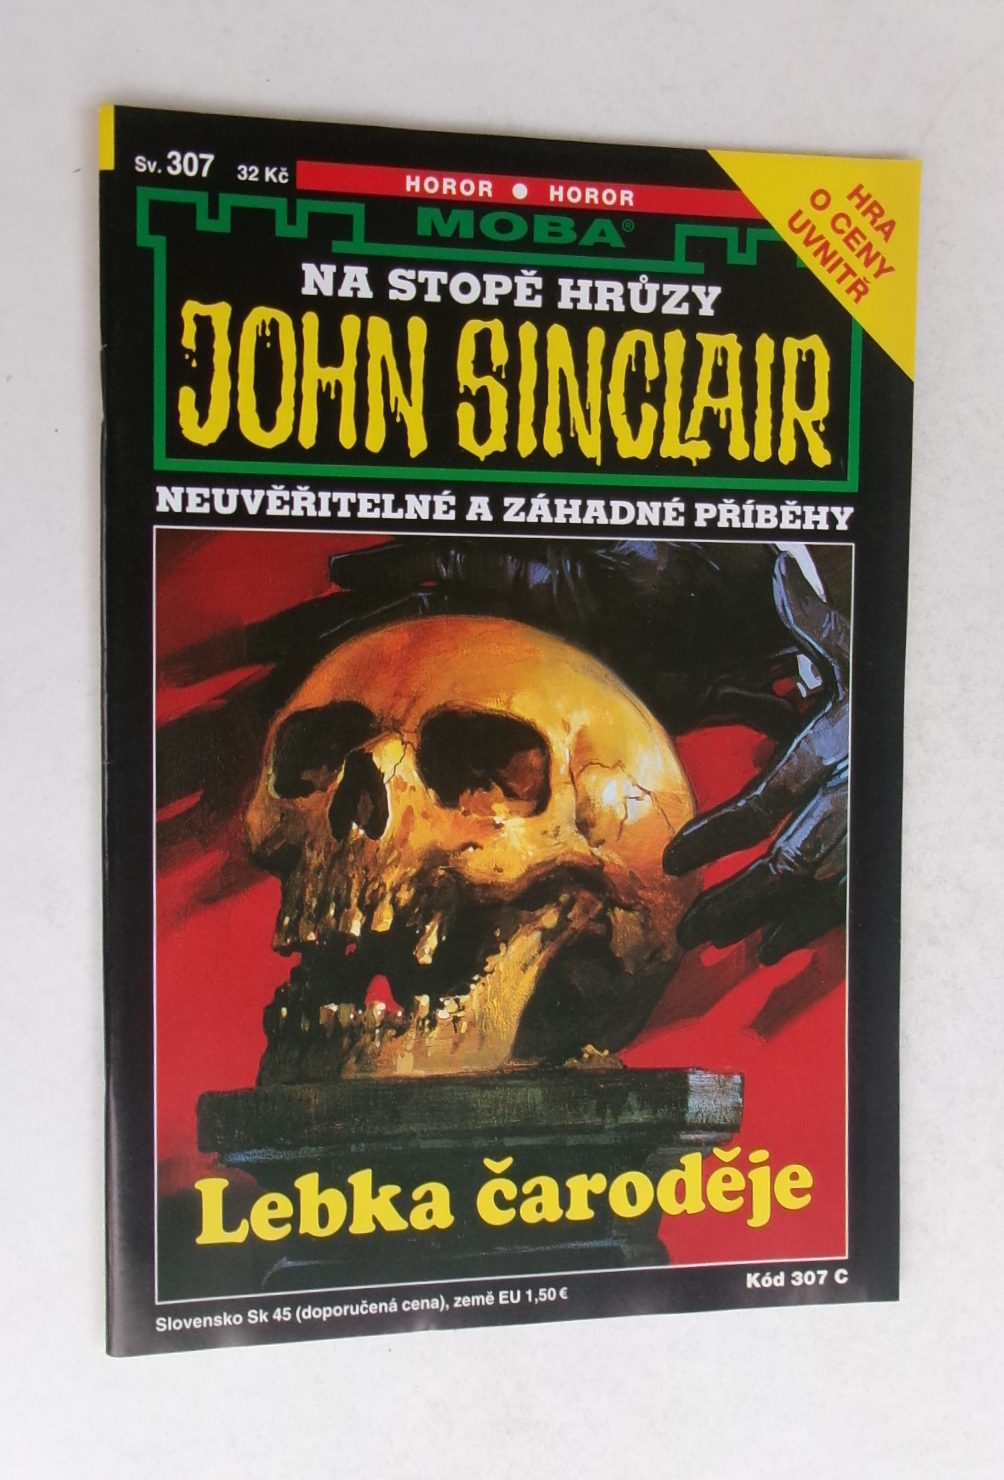 Sv. 307 32 Kč
HOROR ● HOROR
HRA
O CENY
UVNITŘ
MOBA®
NA STOPĚ HRŮZY
JOHN SINCLAIR
NEUVĚŘITELNÉ A ZÁHADNÉ PŘÍBĚHY
Lebka čaroděje
Kód 307 C
Slovensko Sk 45 (doporučená cena), země EU 1,50 €